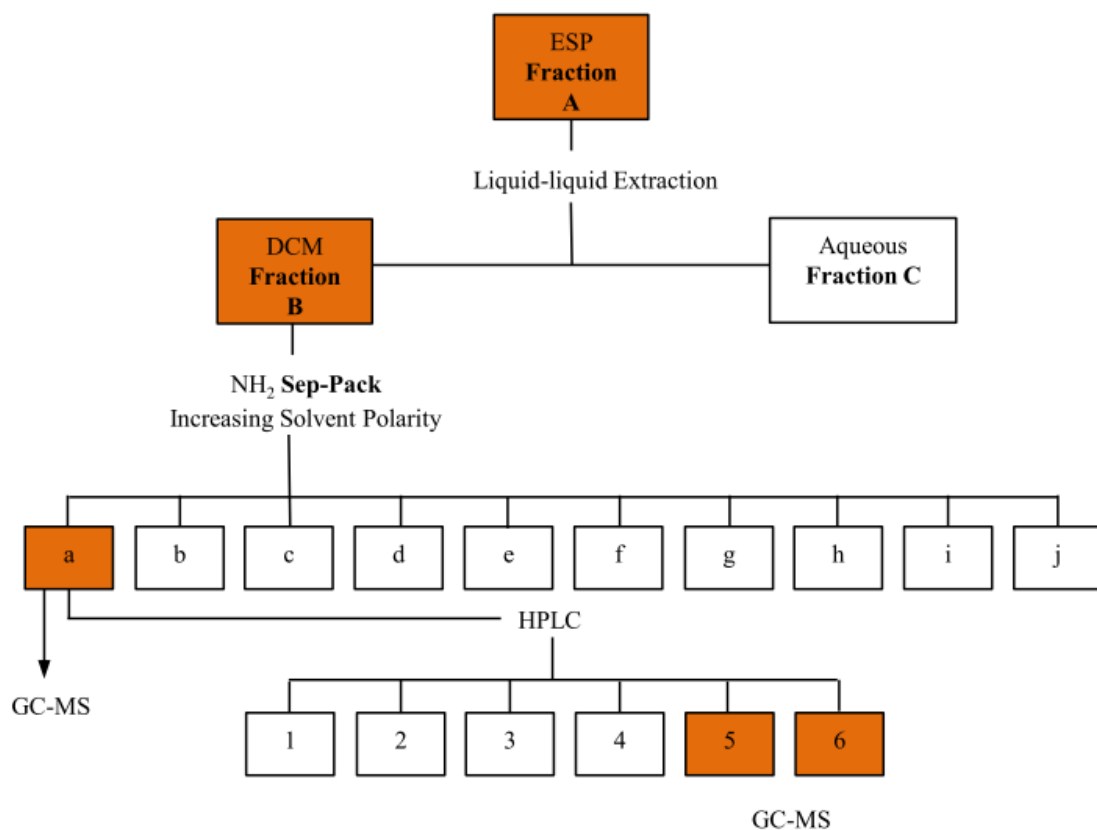 ESP
Fraction
A
Liquid-liquid Extraction
DCM
Fraction
B
Aqueous
Fraction C
NH₂ Sep-Pack
Increasing Solvent Polarity
a
b
c
d
e
f
g
h
i
j
HPLC
GC-MS
1
2
3
4
5
6
GC-MS